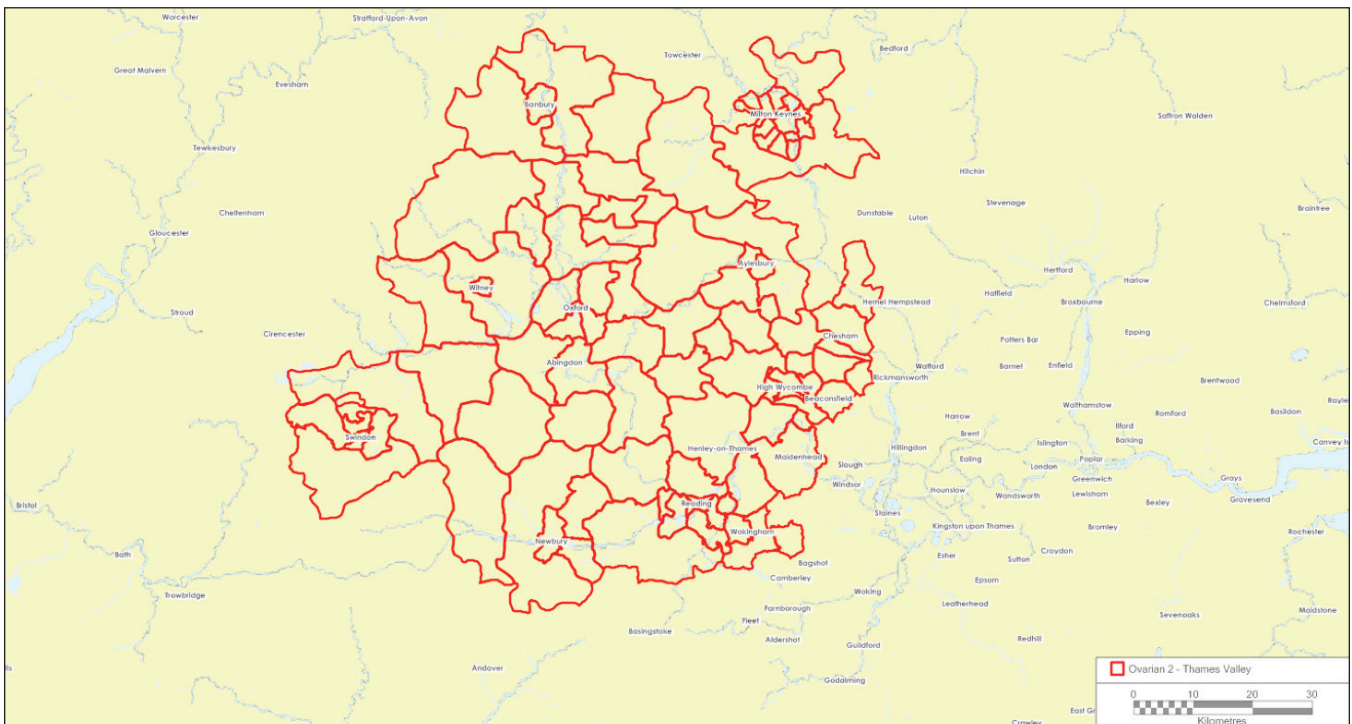 Worcester
Stratford-Upon-Avon
Great Malvern
Evesham
Towcester
Bedford
Banbury
Milton Keynes
Saffron Walden
Tewkesbury
Hitchin
Stevenage
Cheltenham
Dunstable
Luton
Braintree
Gloucester
Aylesbury
Hertford
Harlow
Witney
Hemel Hempstead
Hatfield
Broxbourne
Chelmsford
Stroud
Oxford
Cirencester
Chesham
Potters Bar
Epping
Abingdon
Watford
Barnet
Enfield
Rickmansworth
Brentwood
High Wycombe
Beaconsfield
Walthamstow
Romford
Basildon
Harrow
Swindon
Brent
Ilford
Islington
Barking
Canvey Is
Henley-on-Thames
Hillingdon
Maidenhead
Slough
Ealing
London
Poplar
Windsor
Greenwich
Grays
Hounslow
Wandsworth
Lewisham
Bexley
Gravesend
Bristol
Reading
Staines
Kingston upon Thames
Bromley
Rochester
Wokingham
Newbury
Esher
Sutton
Croydon
Bath
Bagshot
Camberley
Epsom
Trowbridge
Woking
Leatherhead
Farnborough
Sevenoaks
Maidstone
Fleet
Basingstoke
Aldershot
Guildford
Redhill
Andover
Godalming
Crawley
Ovarian 2 - Thames Valley
0 10 20 30
Kilometres